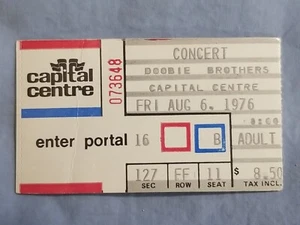 capital
centre
073648
CONCERT
DOOBIE BROTHERS
CAPITAL CENTRE
FRI AUG 6, 1976
8:00
enter portal 16 B ADULT
127 FF 11 $ 8.50
SEC ROW SEAT TAX INCL.